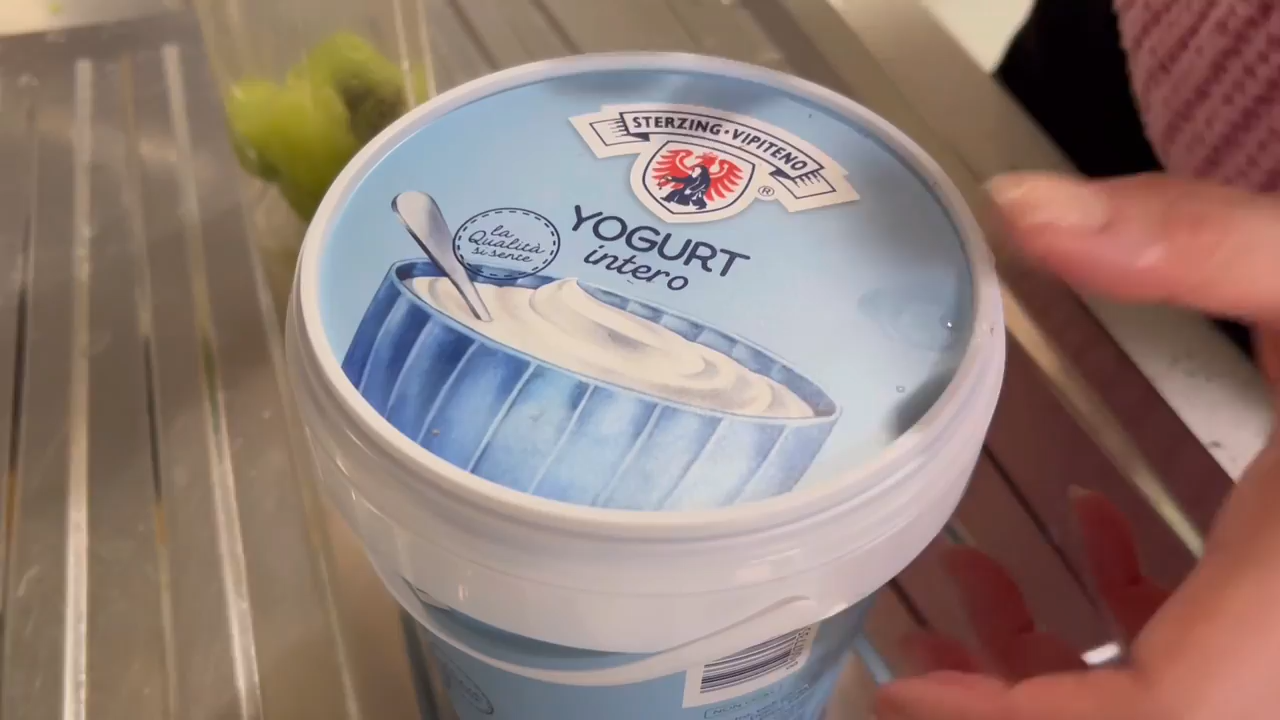 STERZING · VIPITENO
®
la
Qualità
si sente
YOGURT
intero